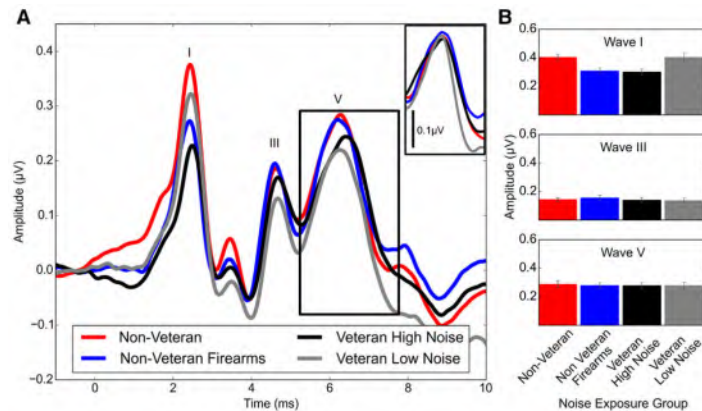 A
I
III
V
0.1µV
Amplitude (µV)
0.4
0.3
0.2
0.1
0.0
−0.1
−0.2
0
2
4
6
8
10
Time (ms)
Non-Veteran
Non-Veteran Firearms
Veteran High Noise
Veteran Low Noise
B
Amplitude (µV)
0.6
0.4
0.2
Wave I
0.6
0.4
0.2
Wave III
0.6
0.4
0.2
Wave V
Non-Veteran
Non Veteran
Firearms
Veteran
High Noise
Veteran
Low Noise
Noise Exposure Group